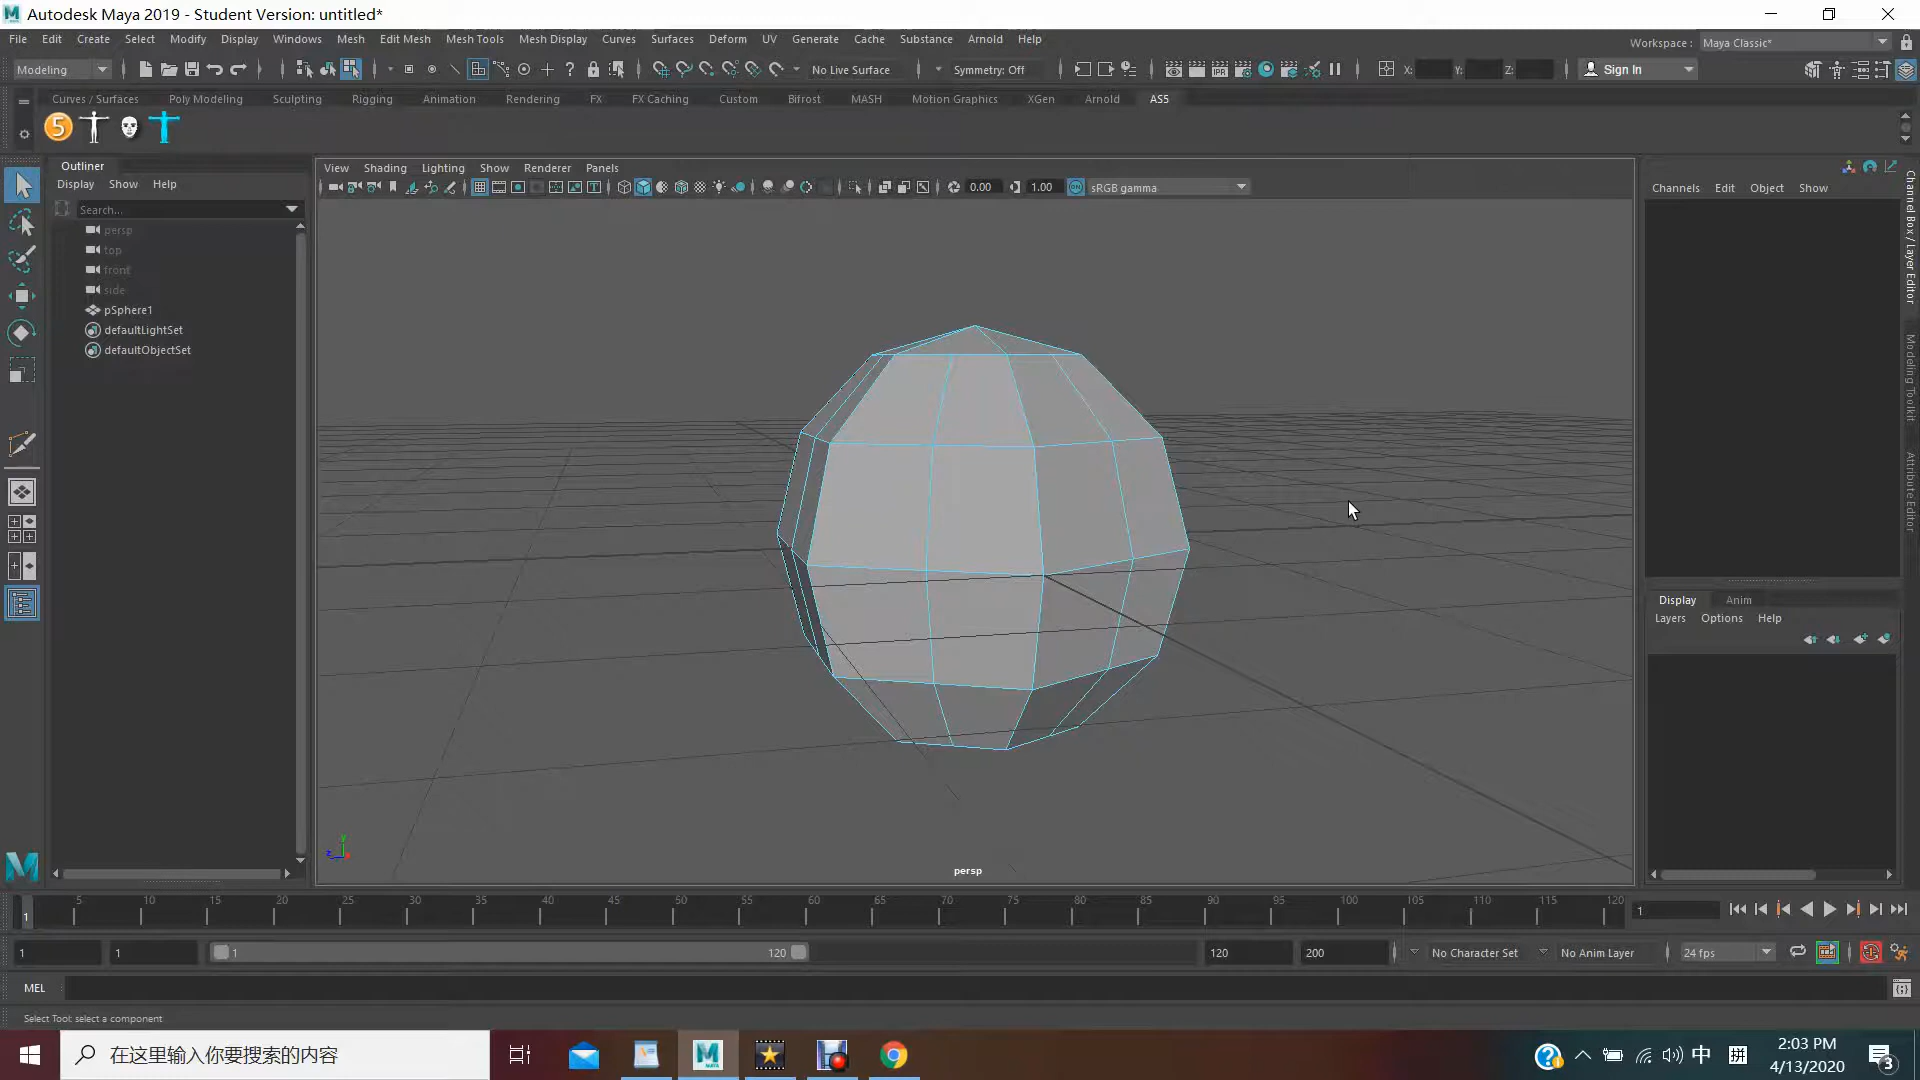 Autodesk Maya 2019 - Student Version: untitled*
File Edit Create Select Modify Display Windows Mesh Edit Mesh Mesh Tools Mesh Display Curves Surfaces Deform UV Generate Cache Substance Arnold Help
Workspace : Maya Classic*
Modeling No Live Surface Symmetry: Off X: Y: Z: Sign In
Curves / Surfaces Poly Modeling Sculpting Rigging Animation Rendering FX FX Caching Custom Bifrost MASH Motion Graphics XGen Arnold AS5
5
Outliner
Display Show Help
Search...
persp
top
front
side
pSphere1
defaultLightSet
defaultObjectSet
View Shading Lighting Show Renderer Panels
0.00 1.00 ON sRGB gamma
y
z
persp
Channels Edit Object Show
Channel Box / Layer Editor
Modeling Toolkit
Attribute Editor
Display Anim
Layers Options Help
1 5 10 15 20 25 30 35 40 45 50 55 60 65 70 75 80 85 90 95 100 105 110 115 120 1
1 1 1 120 120 200 No Character Set No Anim Layer 24 fps
MEL
Select Tool: select a component
在这里输入你要搜索的内容
中 拼 2:03 PM
4/13/2020
3